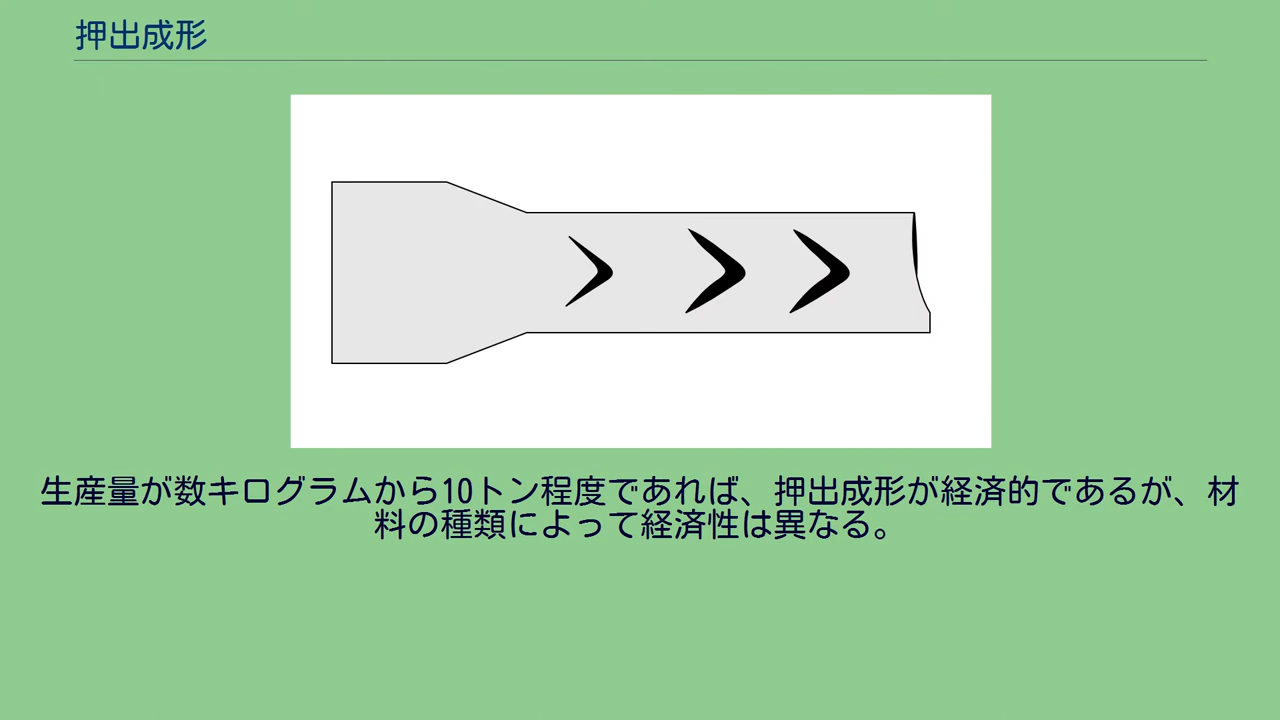 押出成形
生産量が数キログラムから10トン程度であれば、押出成形が経済的であるが、材
料の種類によって経済性は異なる。